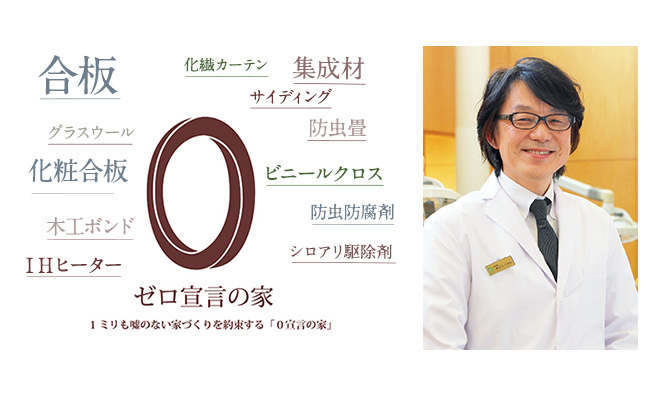 合板
化繊カーテン
集成材
サイディング
グラスウール
防虫畳
化粧合板
ビニールクロス
木工ボンド
防虫防腐剤
IHヒーター
シロアリ駆除剤
0
ゼロ宣言の家
1ミリも嘘のない家づくりを約束する「0宣言の家」